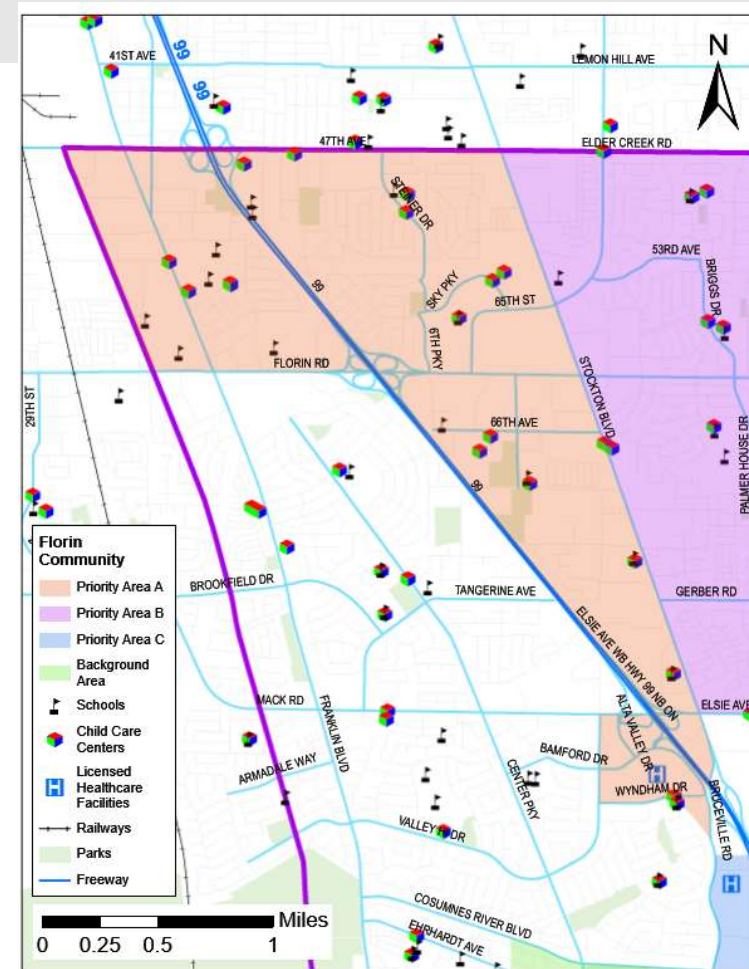 99
99
41ST AVE
LEMON HILL AVE
N
47TH AVE
ELDER CREEK RD
STEINER DR
53RD AVE
BRIGGS DR
SKY PKY
65TH ST
99
6TH PKY
FLORIN RD
STOCKTON BLVD
29TH ST
66TH AVE
PALMER HOUSE DR
99
BROOKFIELD DR
TANGERINE AVE
GERBER RD
ELSIE AVE WB HWY 99 NB ON
MACK RD
FRANKLIN BLVD
ALTA VALLEY DR
ELSIE AVE
ARMADALE WAY
CENTER PKY
BAMFORD DR
WYNDHAM DR
BRUCEVILLE RD
H
H
COSUMNES RIVER BLVD
EHRHARDT AVE
Florin
Community
Priority Area A
Priority Area B
Priority Area C
Background
Area
Schools
Child Care
Centers
H
Licensed
Healthcare
Facilities
Railways
Parks
Freeway
Miles
0 0.25 0.5 1